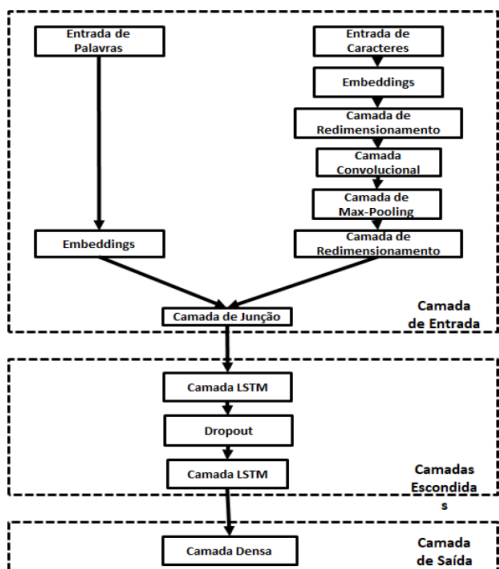 Entrada de
Palavras
Entrada de
Caracteres
Embeddings
Camada de
Redimensionamento
Camada
Convolucional
Camada de
Max-Pooling
Embeddings
Camada de
Redimensionamento
Camada de Junção
Camada
de Entrada
Camada LSTM
Dropout
Camada LSTM
Camadas
Escondida
s
Camada Densa
Camada
de Saída